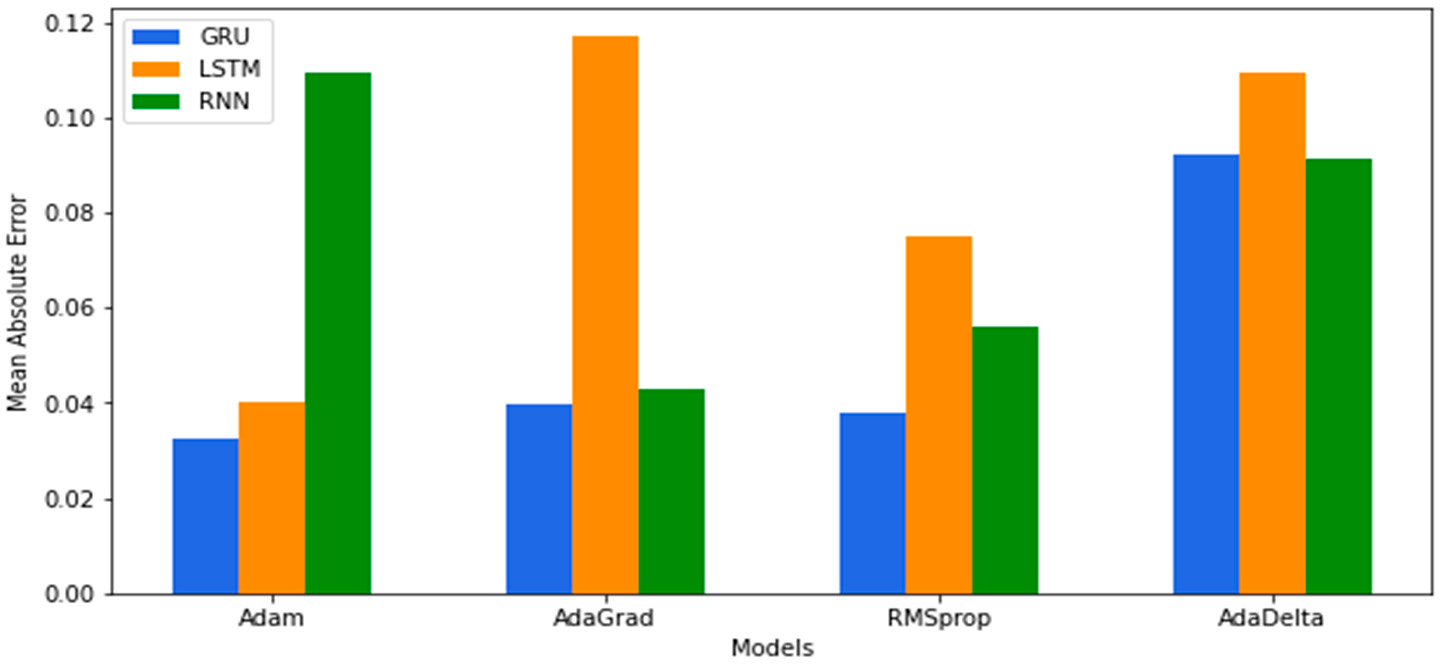 Mean Absolute Error
0.12
0.10
0.08
0.06
0.04
0.02
0.00
GRU
LSTM
RNN
Adam AdaGrad RMSprop AdaDelta
Models